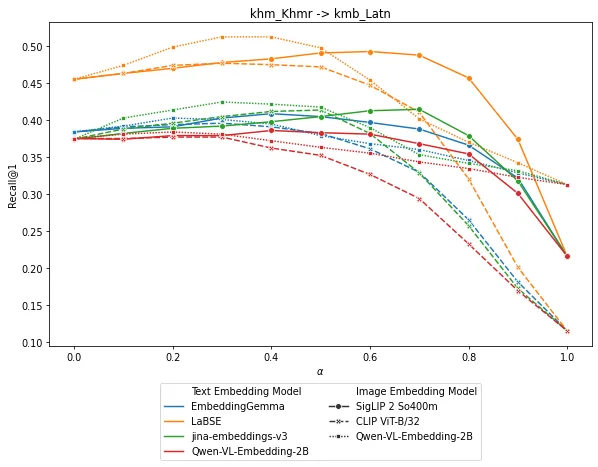 khm_Khmr -> kmb_Latn
Recall@1
0.50
0.45
0.40
0.35
0.30
0.25
0.20
0.15
0.10
0.0 0.2 0.4 0.6 0.8 1.0
α
Text Embedding Model Image Embedding Model
EmbeddingGemma SigLIP 2 So400m
LaBSE CLIP ViT-B/32
jina-embeddings-v3 Qwen-VL-Embedding-2B
Qwen-VL-Embedding-2B